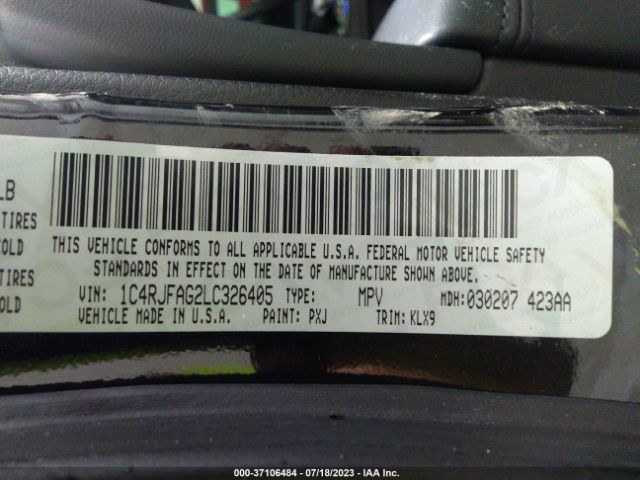 LB
TIRES
OLD
TIRES
OLD
THIS VEHICLE CONFORMS TO ALL APPLICABLE U.S.A. FEDERAL MOTOR VEHICLE SAFETY
STANDARDS IN EFFECT ON THE DATE OF MANUFACTURE SHOWN ABOVE.
VIN: 1C4RJFAG2LC326405 TYPE: MPV MDH:030207 423AA
VEHICLE MADE IN U.S.A. PAINT: PXJ TRIM: KLX9
000-37106484 - 07/18/2023 - IAA Inc.